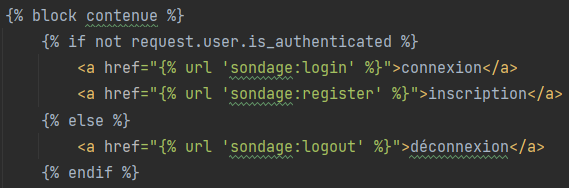 {% block contenue %}
{% if not request.user.is_authenticated %}
<a href="{% url 'sondage:login' %}">connexion</a>
<a href="{% url 'sondage:register' %}">inscription</a>
{% else %}
<a href="{% url 'sondage:logout' %}">déconnexion</a>
{% endif %}